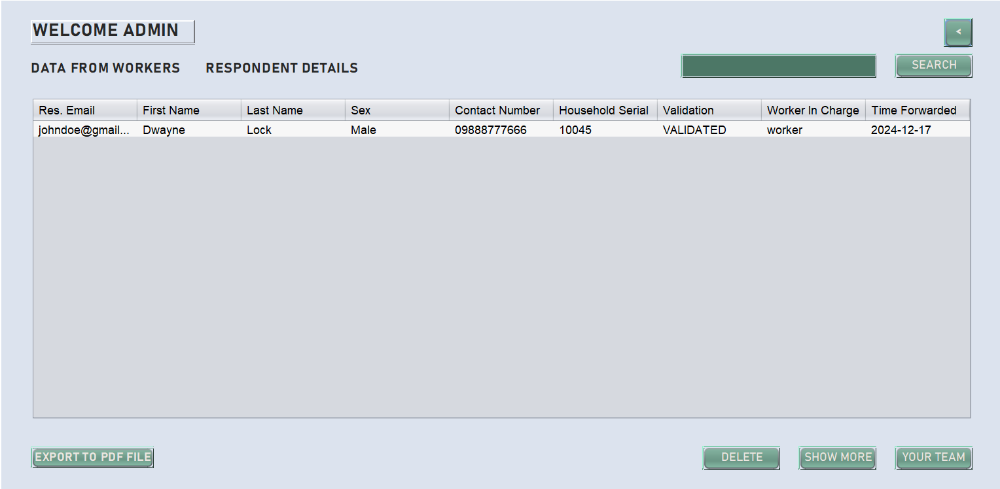 WELCOME ADMIN
<
DATA FROM WORKERS RESPONDENT DETAILS SEARCH
Res. Email First Name Last Name Sex Contact Number Household Serial Validation Worker In Charge Time Forwarded
johndoe@gmail... Dwayne Lock Male 09888777666 10045 VALIDATED worker 2024-12-17
EXPORT TO PDF FILE DELETE SHOW MORE YOUR TEAM